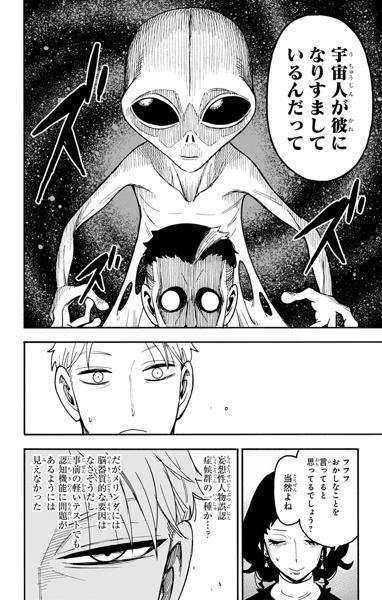 宇宙人が彼に
なりすまして
いるんだって
ズズ
ズズ
フフフ
おかしなことを
言ってると
思ってるでしょう?
当然よね
妄想性人物誤認
症候群の一種か…?
だがメリンダには
脳器質的な要因は
なさそうだし
事前の軽いテストでも
認知機能に問題が
あるようには
見えなかった